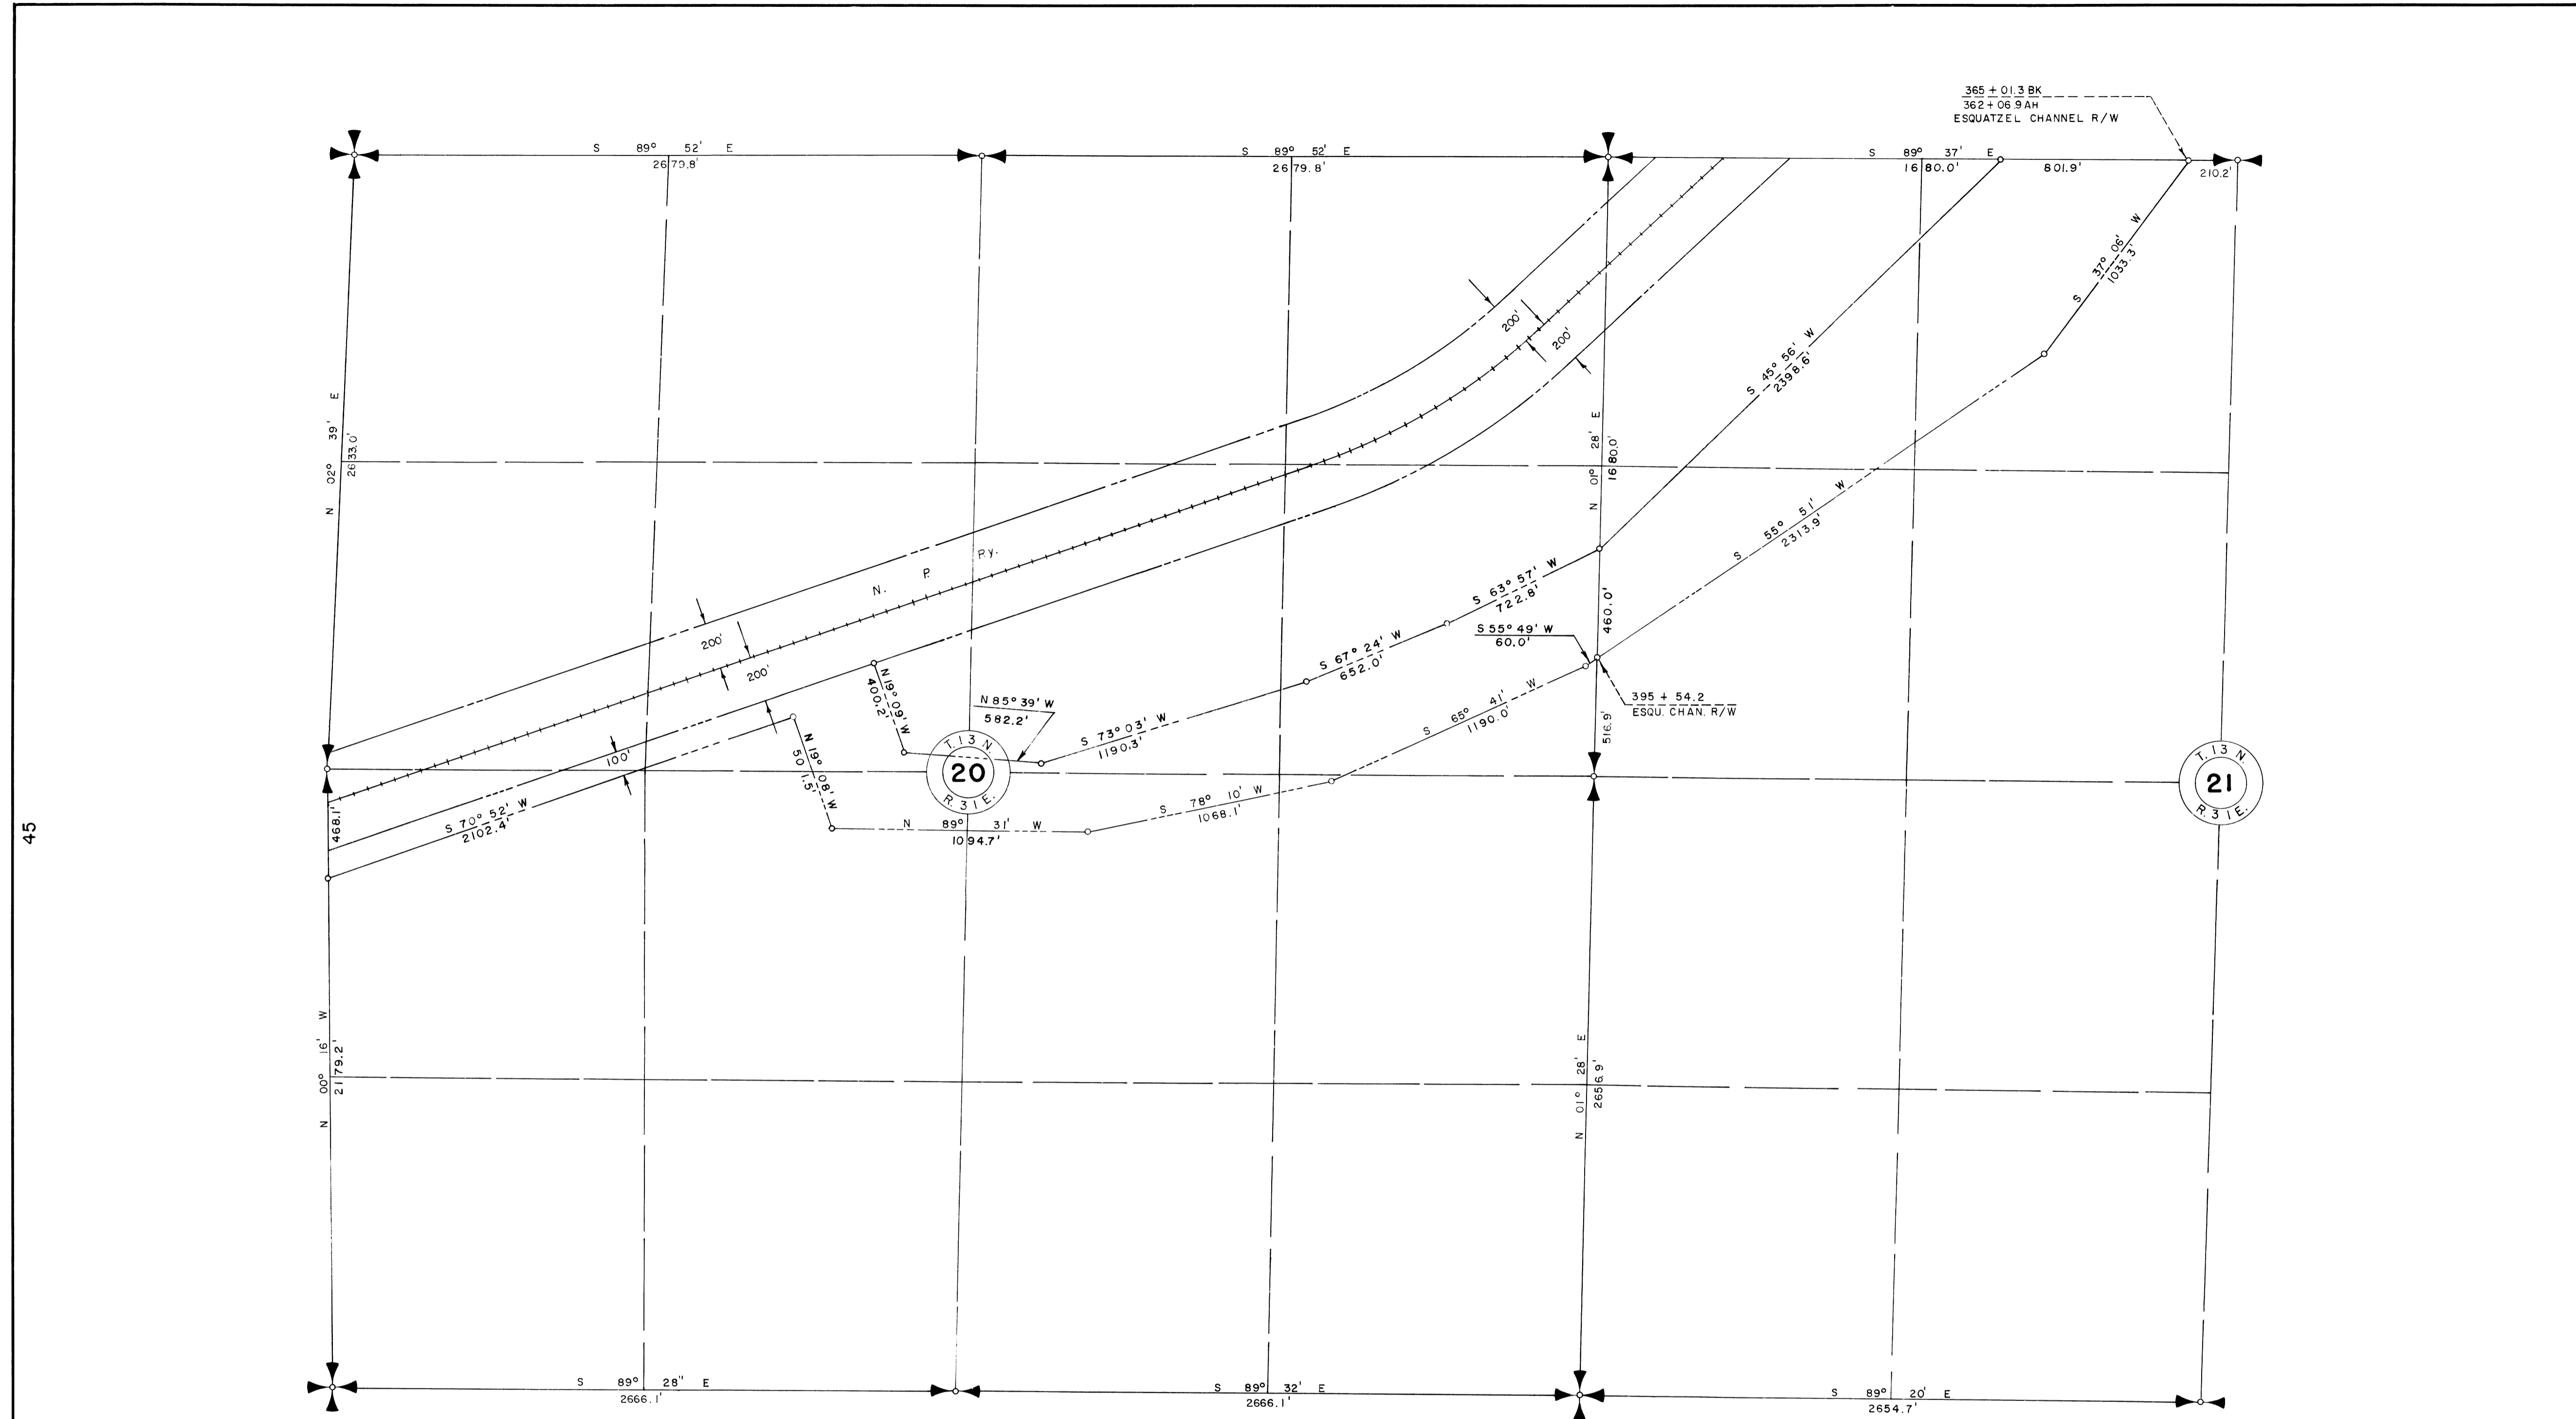 365 + 01.3 BK
362 + 06.9 AH
ESQUATZEL CHANNEL R/W
S 89° 52' E
2679.8'
S 89° 52' E
2679.8'
S 89° 37' E
1680.0'
801.9'
210.2'
S 37° 06' W
1033.3'
200'
200'
S 45° 56' W
2398.6'
N 02° 39' E
2633.0'
N 01° 28' E
1680.0'
S 55° 51' W
2313.9'
N. P. Ry.
S 63° 57' W
722.8'
460.0'
S 55° 49' W
60.0'
200'
200'
S 67° 24' W
652.0'
N 19° 09' W
400.2'
N 85° 39' W
582.2'
S 65° 41' W
1190.0'
395 + 54.2
ESQU. CHAN. R/W
516.9'
S 73° 03' W
1190.3'
100'
N 19° 08' W
501.5'
T. 13 N.
20
R. 31 E.
T. 13 N.
21
R. 31 E.
S 78° 10' W
1068.1'
468.1'
S 70° 52' W
2102.4'
N 89° 31' W
1094.7'
45
N 00° 16' W
2179.2'
N 01° 28' E
2656.9'
S 89° 28" E
2666.1'
S 89° 32' E
2666.1'
S 89° 20' E
2654.7'